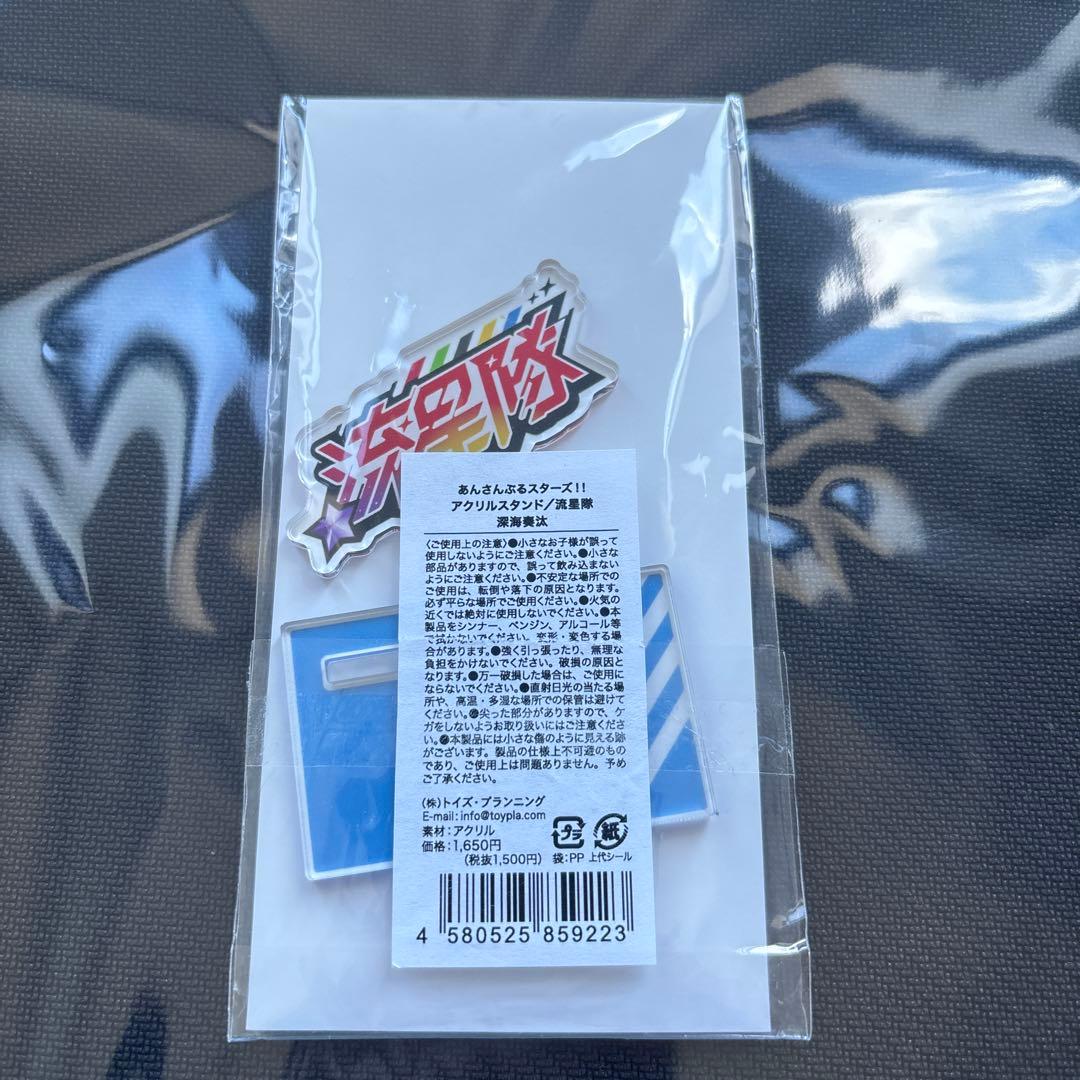 流星隊
あんさんぶるスターズ!!
アクリルスタンド/流星隊
深海奏汰
〈ご使用上の注意〉●小さなお子様が誤って
使用しないようにご注意ください。●小さな
部品がありますので、誤って飲み込まない
ようにご注意ください。●不安定な場所での
ご使用は、転倒や落下の原因となります。
必ず平らな場所でご使用ください。●火気の
近くでは絶対に使用しないでください。●本
製品をシンナー、ベンジン、アルコール等
で拭かないでください。変形・変色する場
合があります。●強く引っ張ったり、無理な
負担をかけないでください。破損の原因と
なります。●万一破損した場合は、ご使用に
ならないでください。●直射日光の当たる場
所や、高温・多湿な場所での保管は避けて
ください。●尖った部分がありますので、ケ
ガをしないようお取り扱いにはご注意くださ
い。●本製品には小さな傷のように見える跡
がございます。製品の仕様上不可避のもの
であり、ご使用上は問題ありません。予め
ご了承ください。
(株)トイズ・プランニング
E-mail: info@toypla.com
素材:アクリル
価格:1,650円
(税抜1,500円)
プラ 紙
袋:PP 上代シール
4 580525 859223